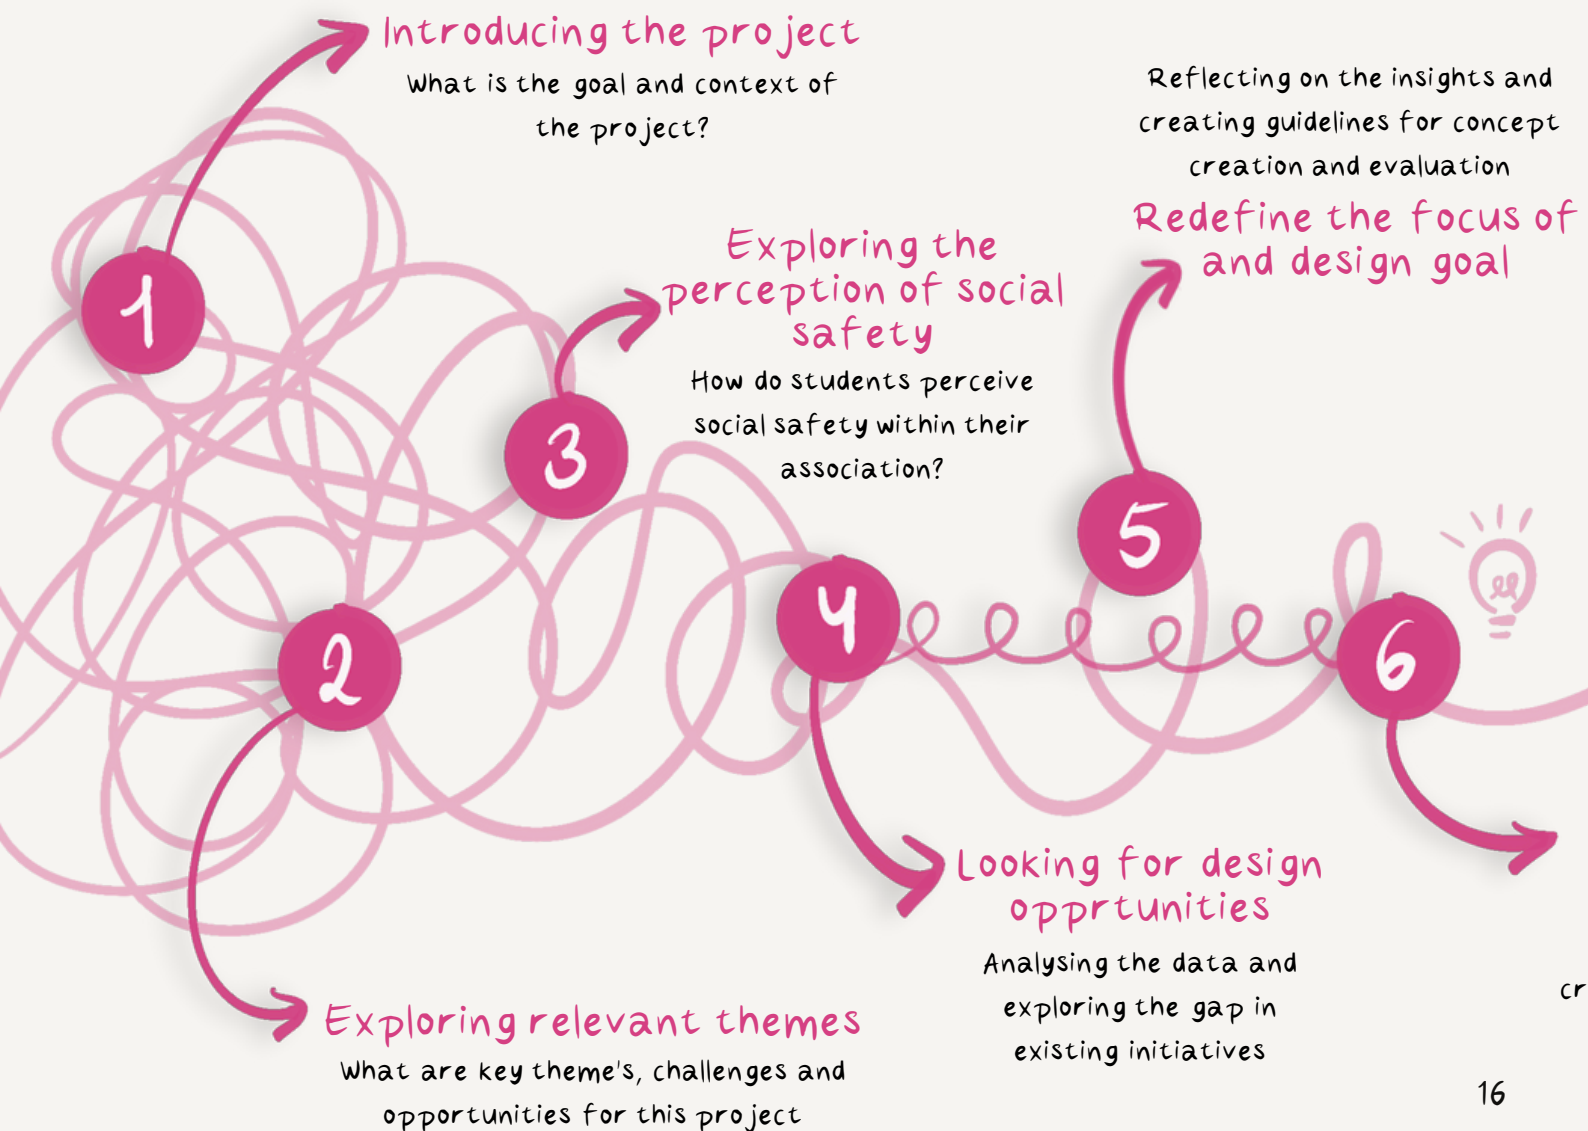 Introducing the project
What is the goal and context of
the project?
1
Reflecting on the insights and
creating guidelines for concept
creation and evaluation
Redefine the focus of
and design goal
5
Exploring the
perception of social
safety
How do students perceive
social safety within their
association?
3
2
Exploring relevant themes
What are key theme's, challenges and
opportunities for this project
4
Looking for design
opprtunities
Analysing the data and
exploring the gap in
existing initiatives
6
cr
16